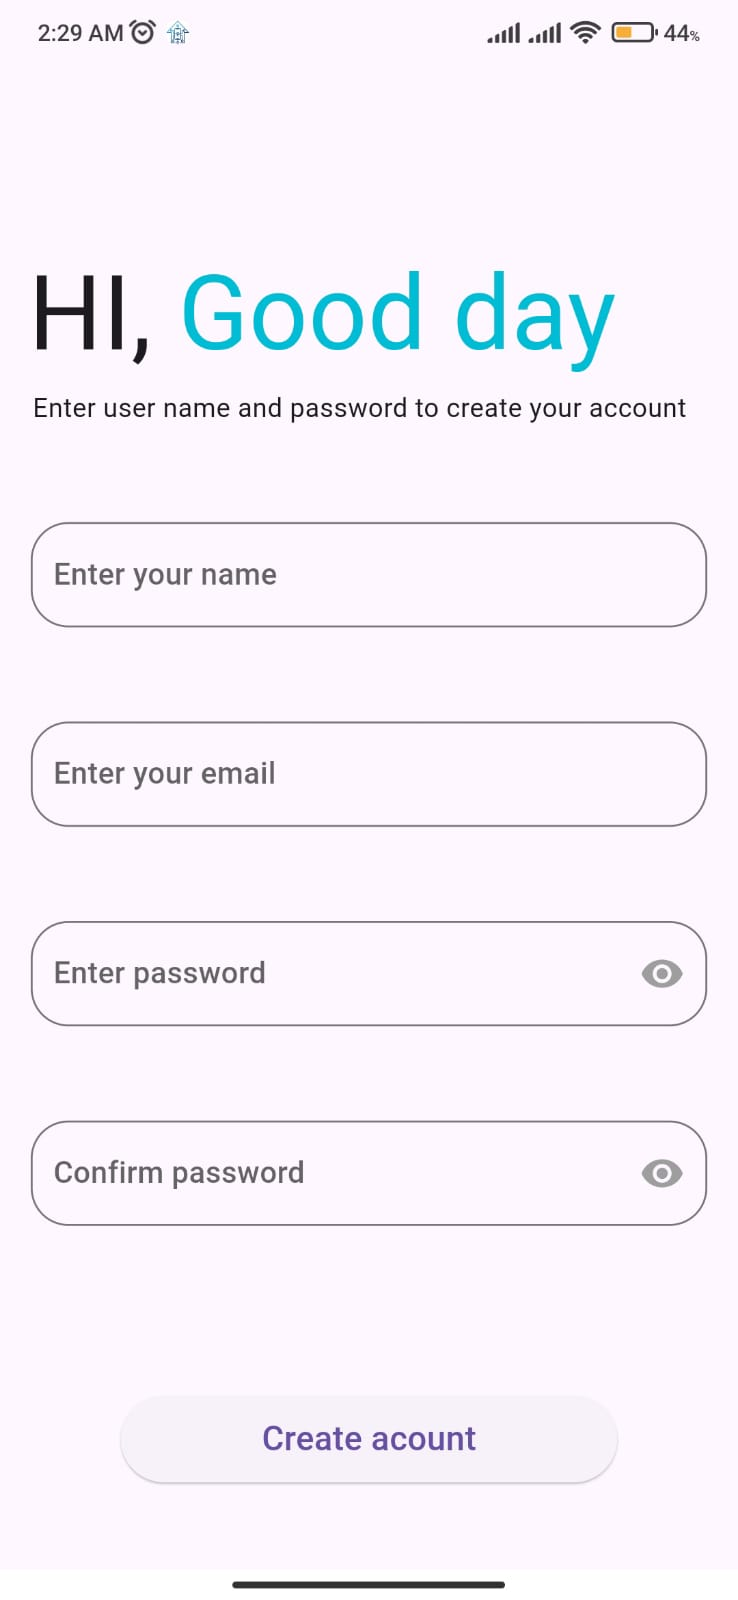 2:29 AM 44%
HI, Good day
Enter user name and password to create your account
Enter your name
Enter your email
Enter password
Confirm password
Create acount